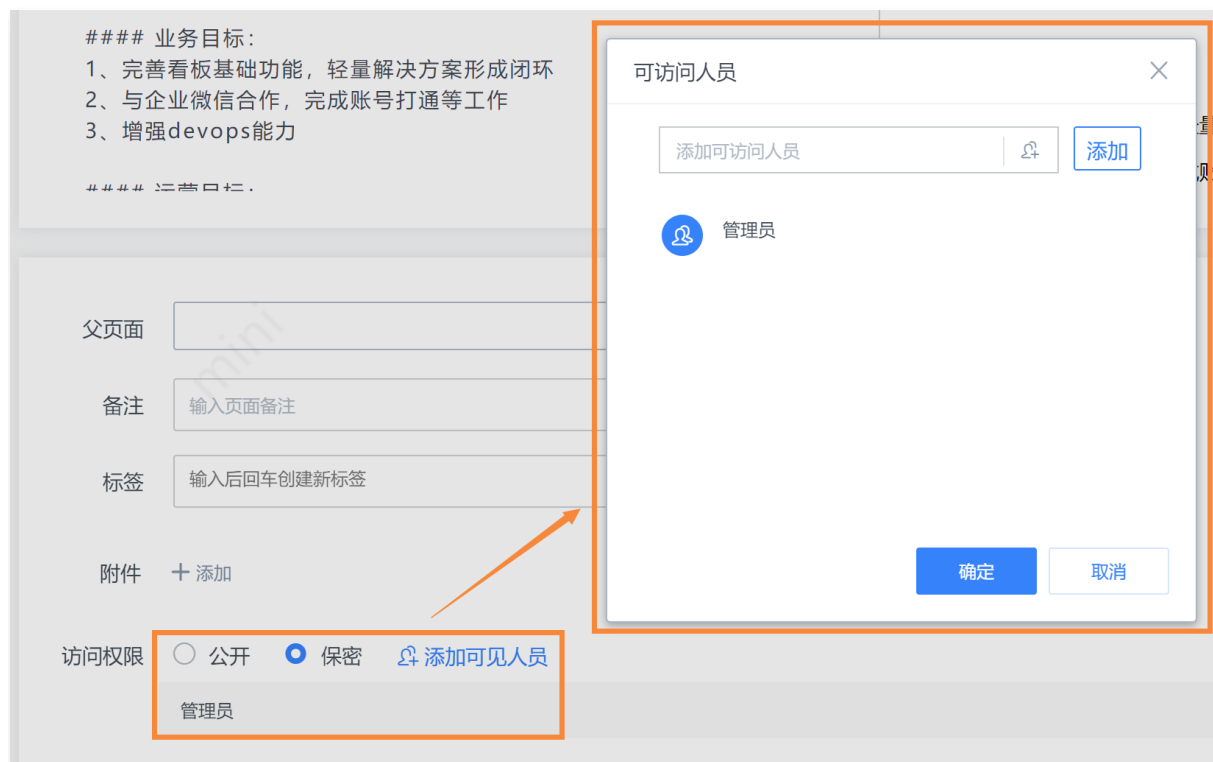 #### 业务目标：
1、完善看板基础功能，轻量解决方案形成闭环
2、与企业微信合作，完成账号打通等工作
3、增强devops能力
#### 运营目标：
可访问人员
添加可访问人员
添加
管理员
父页面
mini
备注
输入页面备注
标签
输入后回车创建新标签
附件
添加
确定
取消
访问权限
公开
保密
添加可见人员
管理员